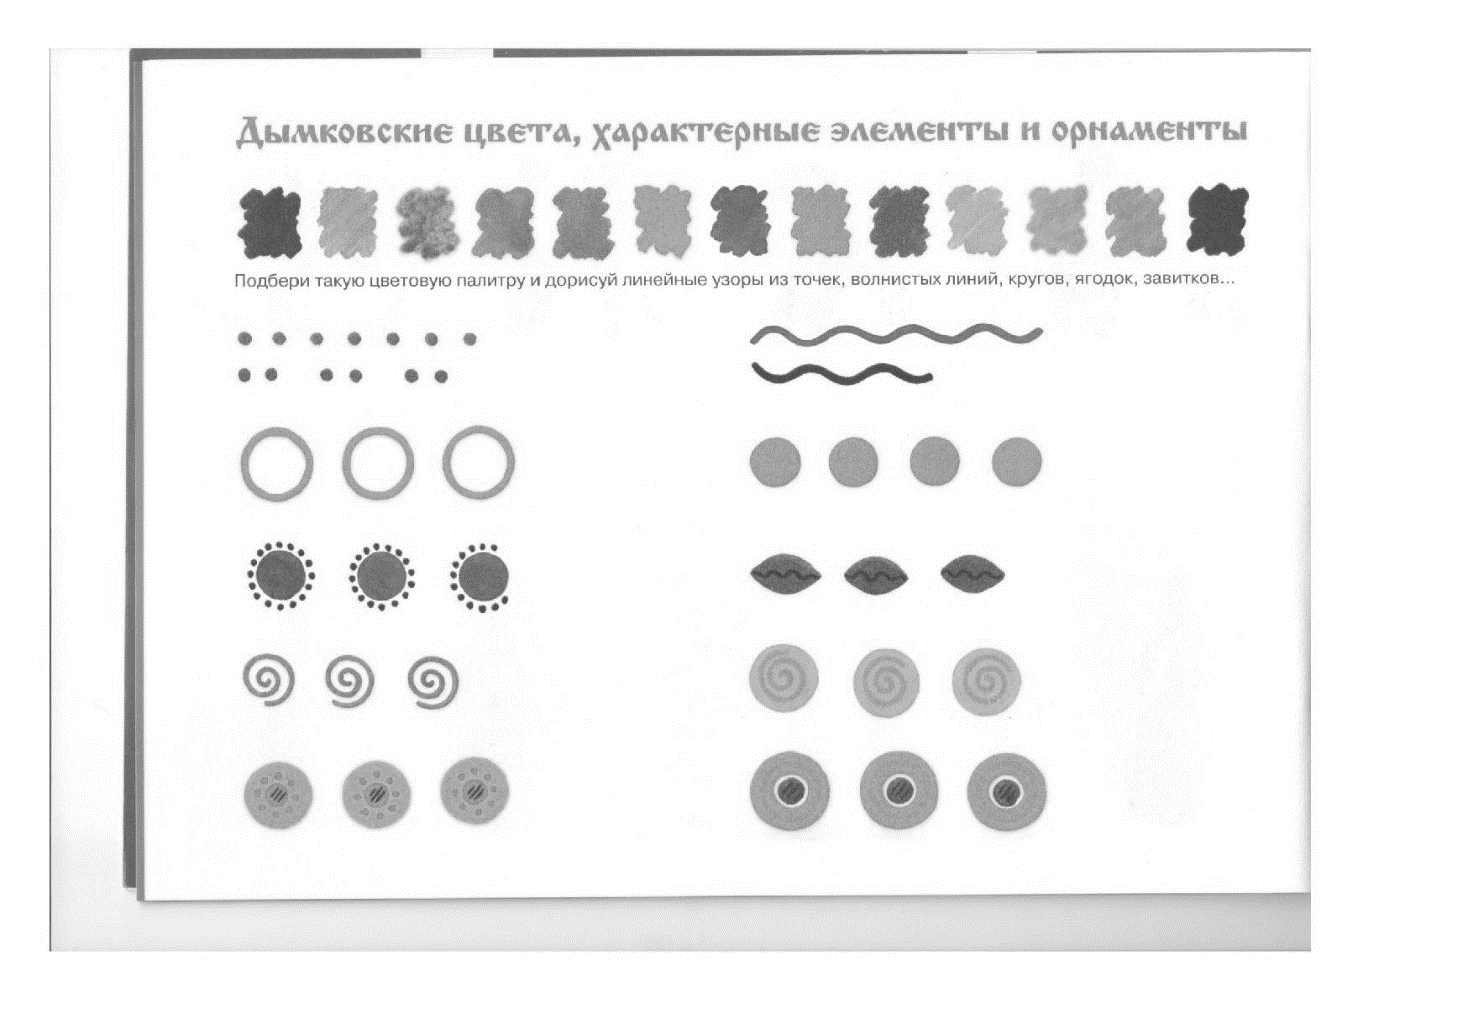 Дымковские цвета, характерные элементы и орнаменты
Подбери такую цветовую палитру и дорисуй линейные узоры из точек, волнистых линий, кругов, ягодок, завитков...